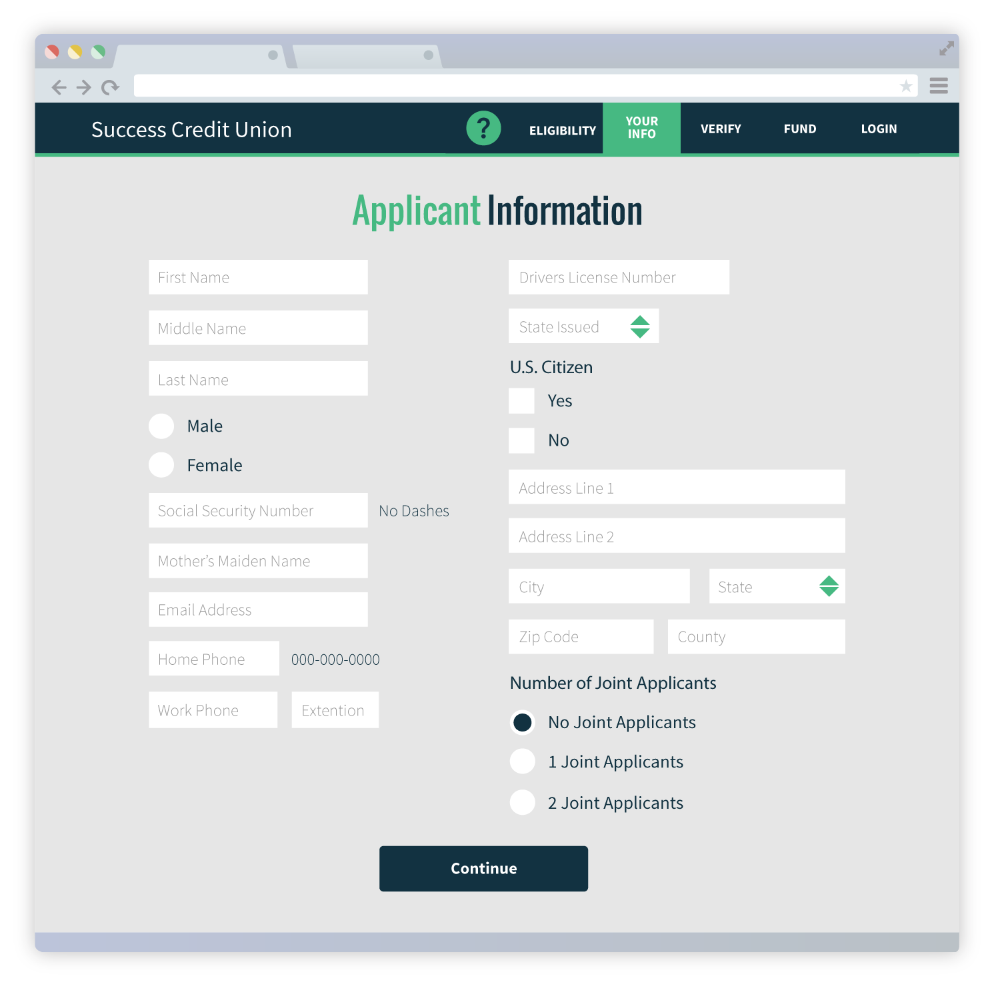 Success Credit Union
?
ELIGIBILITY
YOUR
INFO
VERIFY
FUND
LOGIN
Applicant Information
First Name
Middle Name
Last Name
Male
Female
Social Security Number
No Dashes
Mother’s Maiden Name
Email Address
Home Phone
000-000-0000
Work Phone
Extention
Drivers License Number
State Issued
U.S. Citizen
Yes
No
Address Line 1
Address Line 2
City
State
Zip Code
County
Number of Joint Applicants
No Joint Applicants
1 Joint Applicants
2 Joint Applicants
Continue